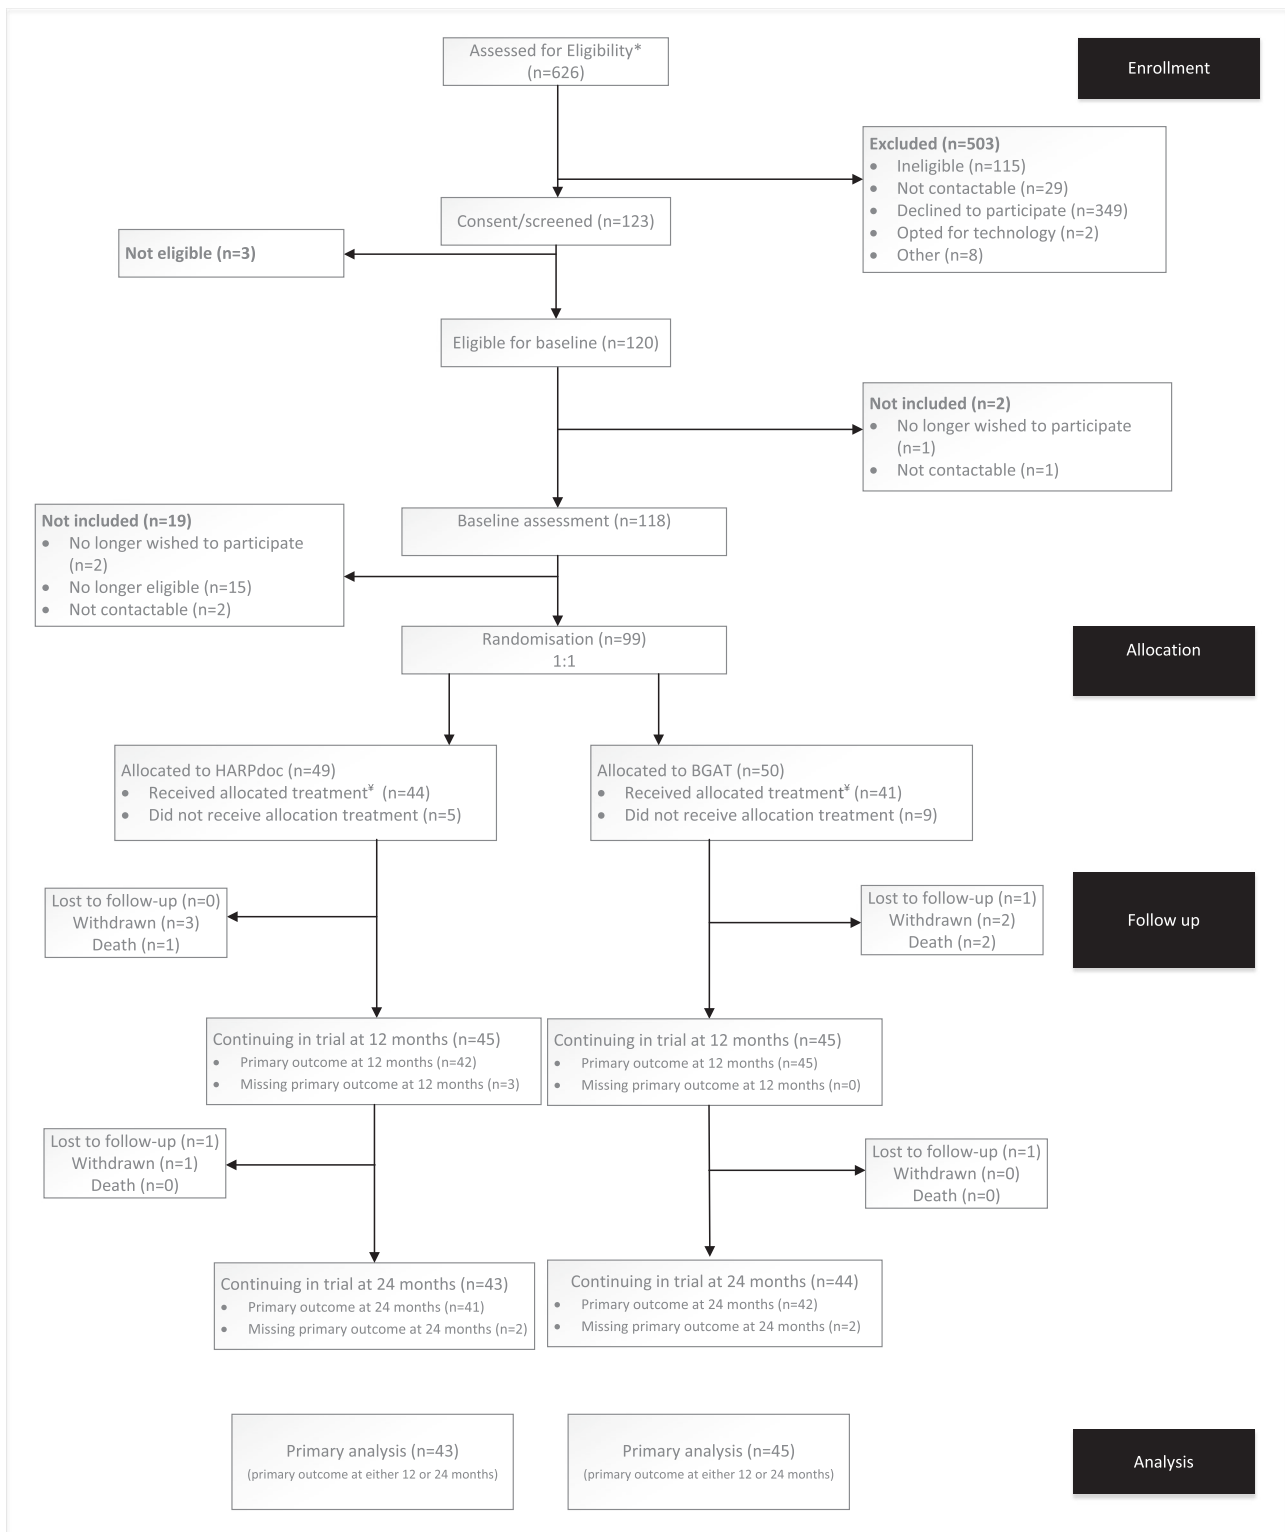 Assessed for Eligibility*
(n=626)
Enrollment
Excluded (n=503)
• Ineligible (n=115)
• Not contactable (n=29)
• Declined to participate (n=349)
• Opted for technology (n=2)
• Other (n=8)
Consent/screened (n=123)
Not eligible (n=3)
Eligible for baseline (n=120)
Not included (n=2)
• No longer wished to participate
(n=1)
• Not contactable (n=1)
Baseline assessment (n=118)
Not included (n=19)
• No longer wished to participate
(n=2)
• No longer eligible (n=15)
• Not contactable (n=2)
Randomisation (n=99)
1:1
Allocation
Allocated to HARPdoc (n=49)
• Received allocated treatment¥ (n=44)
• Did not receive allocation treatment (n=5)
Allocated to BGAT (n=50)
• Received allocated treatment¥ (n=41)
• Did not receive allocation treatment (n=9)
Lost to follow-up (n=0)
Withdrawn (n=3)
Death (n=1)
Lost to follow-up (n=1)
Withdrawn (n=2)
Death (n=2)
Follow up
Continuing in trial at 12 months (n=45)
• Primary outcome at 12 months (n=42)
• Missing primary outcome at 12 months (n=3)
Continuing in trial at 12 months (n=45)
• Primary outcome at 12 months (n=45)
• Missing primary outcome at 12 months (n=0)
Lost to follow-up (n=1)
Withdrawn (n=1)
Death (n=0)
Lost to follow-up (n=1)
Withdrawn (n=0)
Death (n=0)
Continuing in trial at 24 months (n=43)
• Primary outcome at 24 months (n=41)
• Missing primary outcome at 24 months (n=2)
Continuing in trial at 24 months (n=44)
• Primary outcome at 24 months (n=42)
• Missing primary outcome at 24 months (n=2)
Primary analysis (n=43)
(primary outcome at either 12 or 24 months)
Primary analysis (n=45)
(primary outcome at either 12 or 24 months)
Analysis